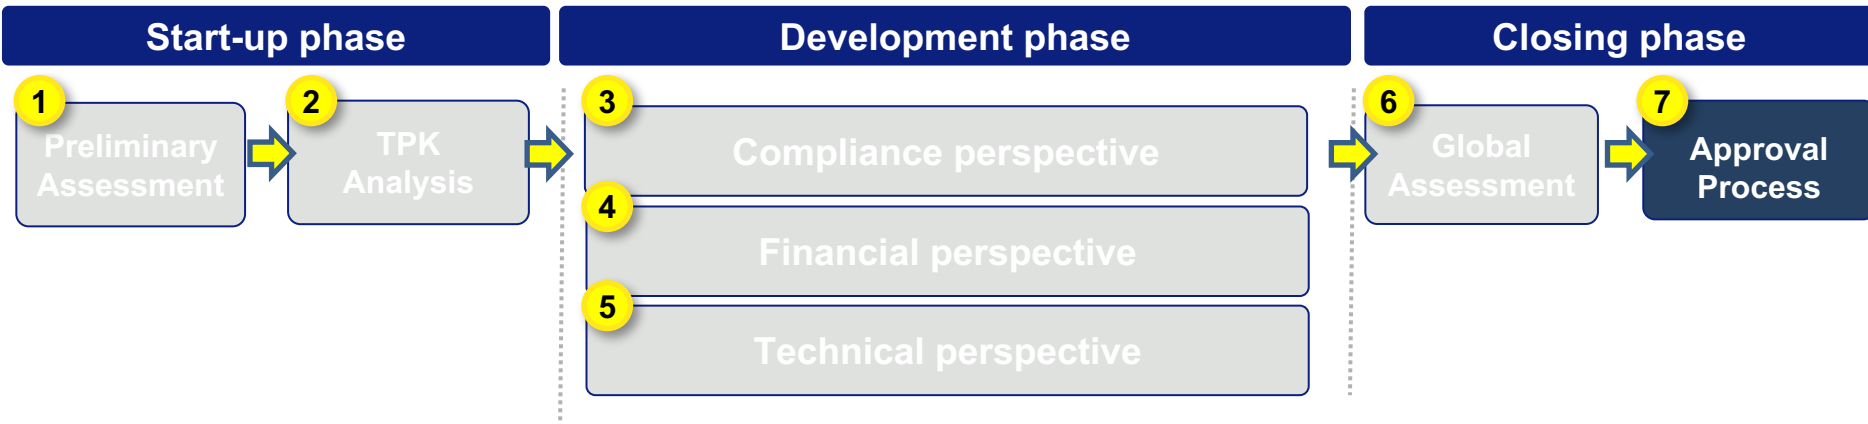 Start-up phase
Development phase
Closing phase
1
Preliminary
Assessment
2
TPK
Analysis
3
Compliance perspective
4
Financial perspective
5
Technical perspective
6
Global
Assessment
7
Approval
Process